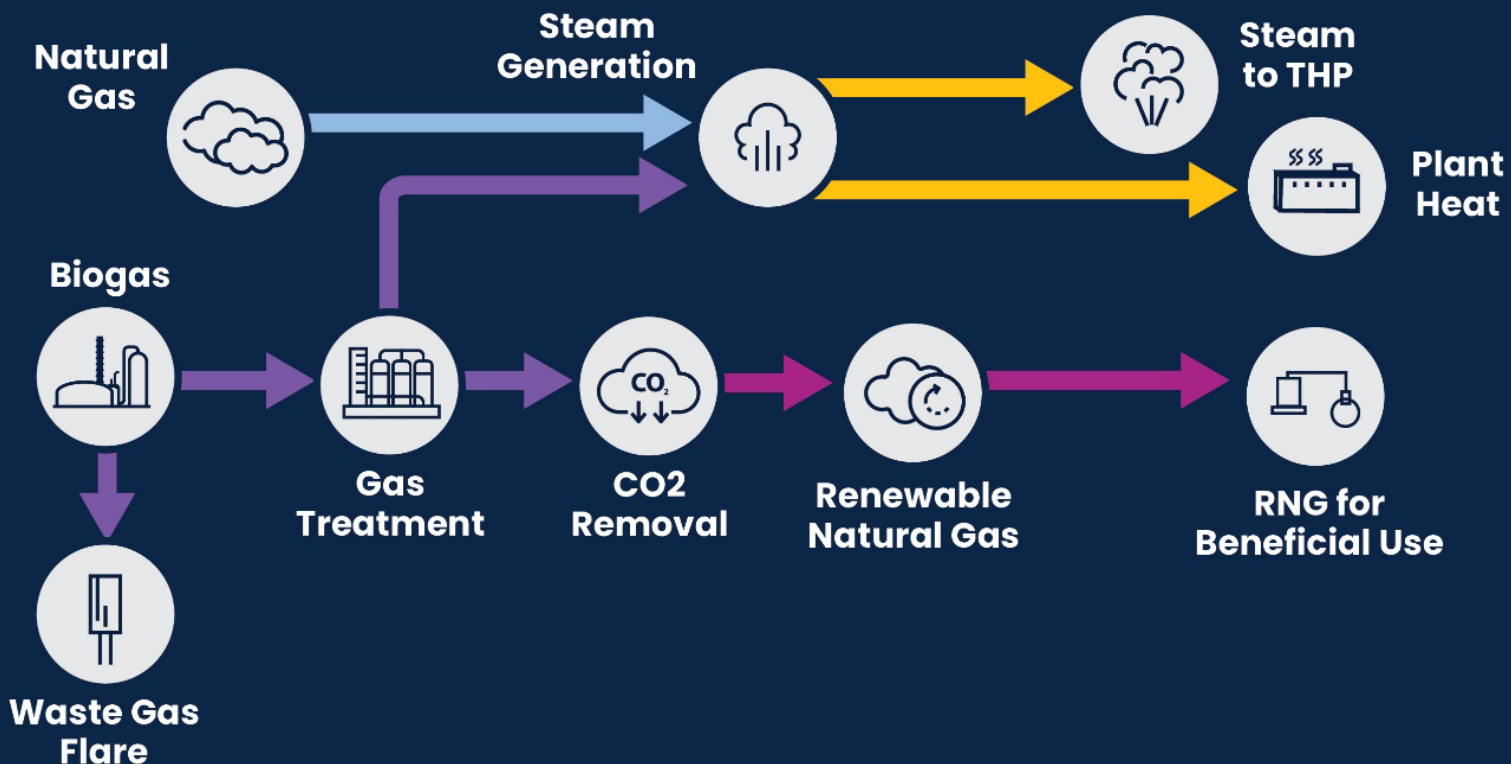 Natural
Gas
Steam
Generation
Steam
to THP
Plant
Heat
Biogas
Gas
Treatment
CO₂
CO2
Removal
Renewable
Natural Gas
RNG for
Beneficial Use
Waste Gas
Flare